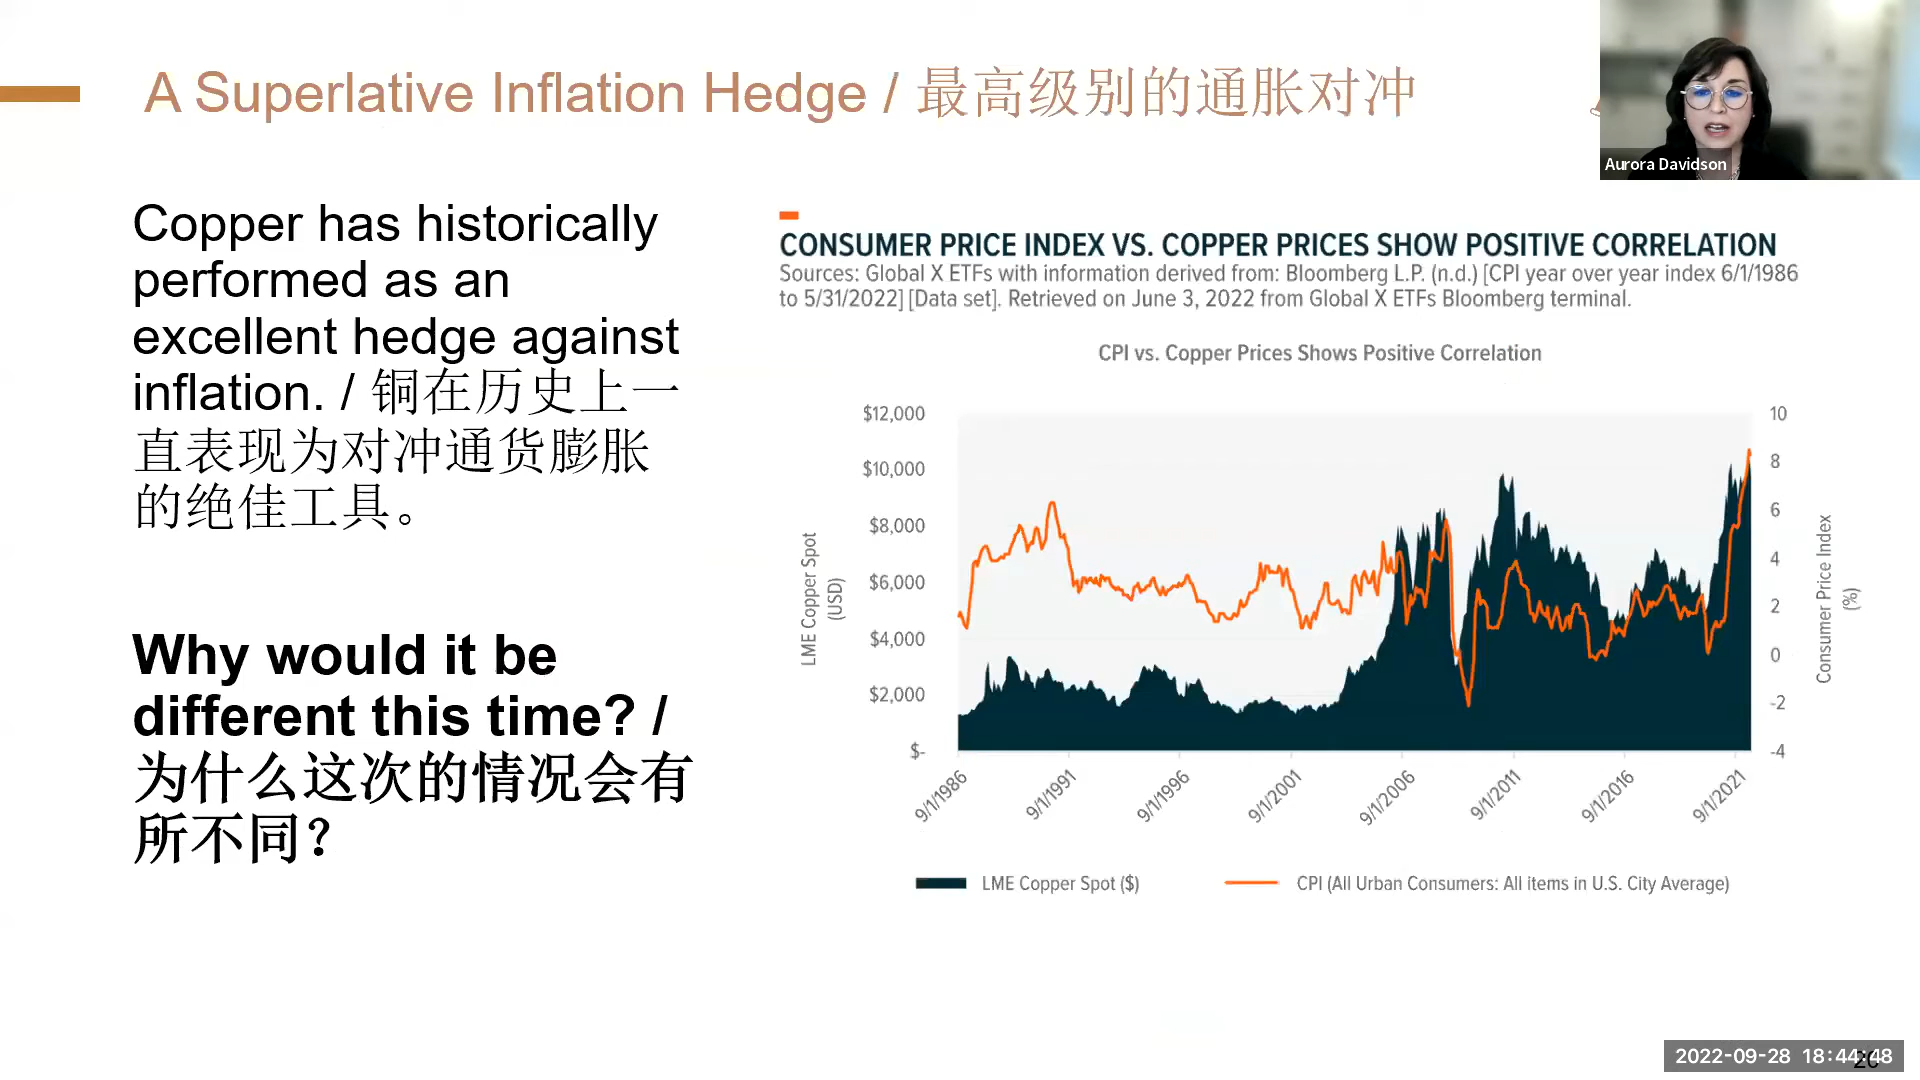 A Superlative Inflation Hedge / 最高级别的通胀对冲
Aurora Davidson
Copper has historically
performed as an
excellent hedge against
inflation. / 铜在历史上一
直表现为对冲通货膨胀
的绝佳工具。
Why would it be
different this time? /
为什么这次的情况会有
所不同？
CONSUMER PRICE INDEX VS. COPPER PRICES SHOW POSITIVE CORRELATION
Sources: Global X ETFs with information derived from: Bloomberg L.P. (n.d.) [CPI year over year index 6/1/1986
to 5/31/2022] [Data set]. Retrieved on June 3, 2022 from Global X ETFs Bloomberg terminal.
CPI vs. Copper Prices Shows Positive Correlation
LME Copper Spot
(USD)
$12,000
$10,000
$8,000
$6,000
$4,000
$2,000
$-
10
8
6
4
2
0
-2
-4
Consumer Price Index
(%)
9/1/1986
9/1/1991
9/1/1996
9/1/2001
9/1/2006
9/1/2011
9/1/2016
9/1/2021
LME Copper Spot ($)
CPI (All Urban Consumers: All items in U.S. City Average)
2022-09-28 18:44:48